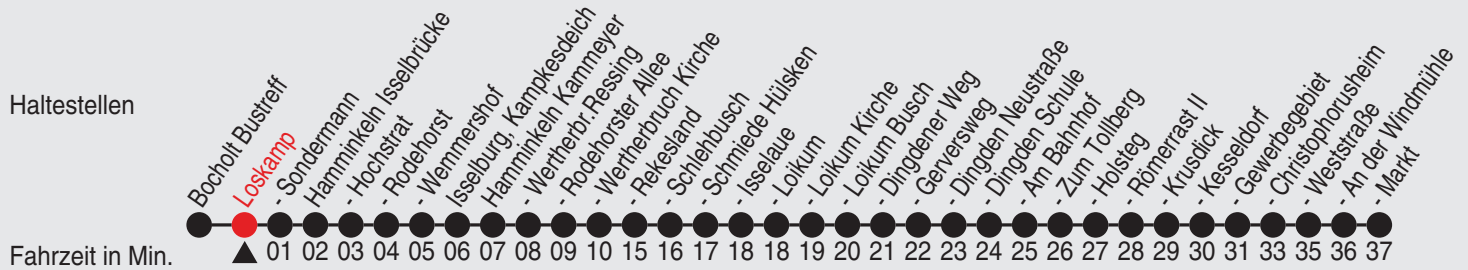 Haltestellen
Bocholt Bustreff
Loskamp
- Sondermann
Hamminkeln Isselbrücke
- Hochstrat
- Rodehorst
- Wemmershof
Isselburg, Kampkesdeich
Hamminkeln Kammeyer
- Wertherbr.Ressing
- Rodehorster Allee
- Wertherbruch Kirche
- Rekesland
- Schlehbusch
- Schmiede Hülsken
- Isselaue
- Loikum
- Loikum Kirche
- Loikum Busch
- Dingdener Weg
- Gerversweg
- Dingden Neustraße
- Dingden Schule
- Am Bahnhof
- Zum Tollberg
- Holsteg
- Römerrast II
- Krusdick
- Kesseldorf
- Gewerbegebiet
- Christophorusheim
- Weststraße
- An der Windmühle
- Markt
Fahrzeit in Min. 01 02 03 04 05 06 07 08 09 10 15 16 17 18 18 19 20 21 22 23 24 25 26 27 28 29 30 31 33 35 36 37